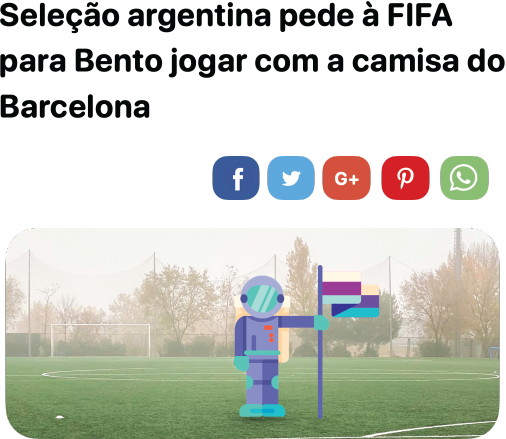 Seleção argentina pede à FIFA
para Bento jogar com a camisa do
Barcelona
G+